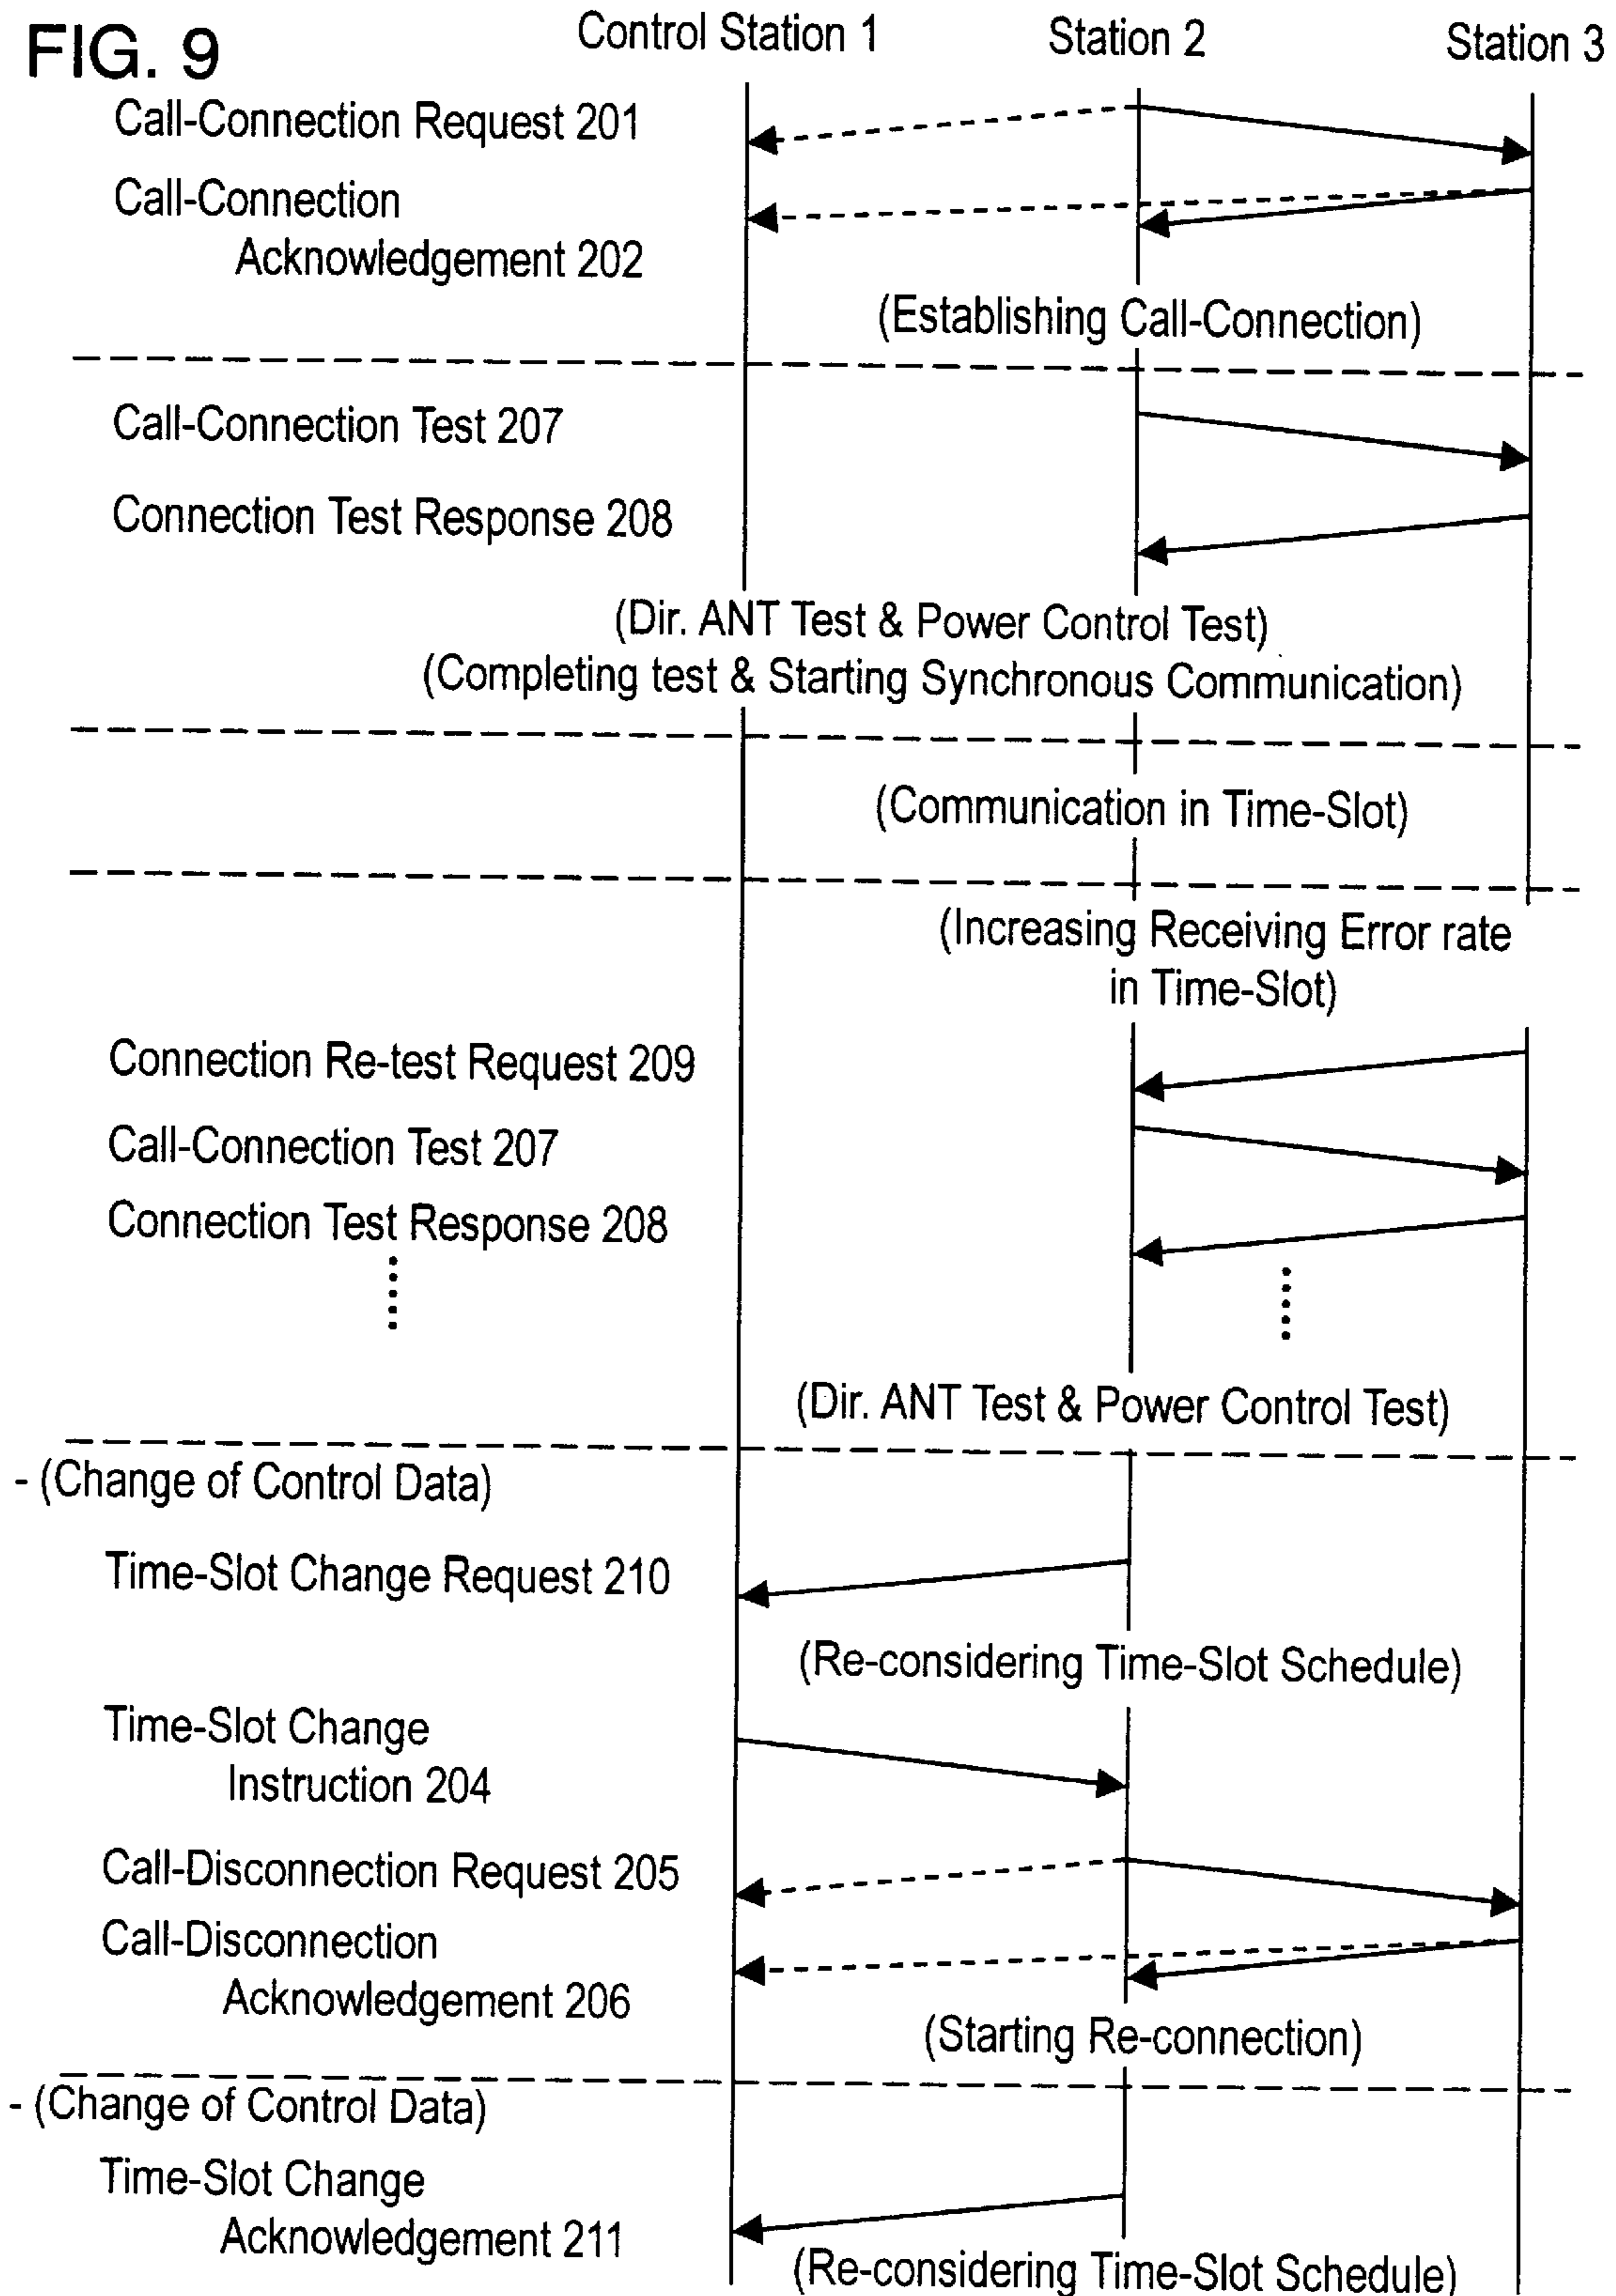 FIG. 9
Control Station 1
Station 2
Station 3
Call-Connection Request 201
Call-Connection
Acknowledgement 202
(Establishing Call-Connection)
Call-Connection Test 207
Connection Test Response 208
(Dir. ANT Test & Power Control Test)
(Completing test & Starting Synchronous Communication)
(Communication in Time-Slot)
(Increasing Receiving Error rate
in Time-Slot)
Connection Re-test Request 209
Call-Connection Test 207
Connection Test Response 208
(Dir. ANT Test & Power Control Test)
- (Change of Control Data)
Time-Slot Change Request 210
(Re-considering Time-Slot Schedule)
Time-Slot Change
Instruction 204
Call-Disconnection Request 205
Call-Disconnection
Acknowledgement 206
(Starting Re-connection)
- (Change of Control Data)
Time-Slot Change
Acknowledgement 211
(Re-considering Time-Slot Schedule)